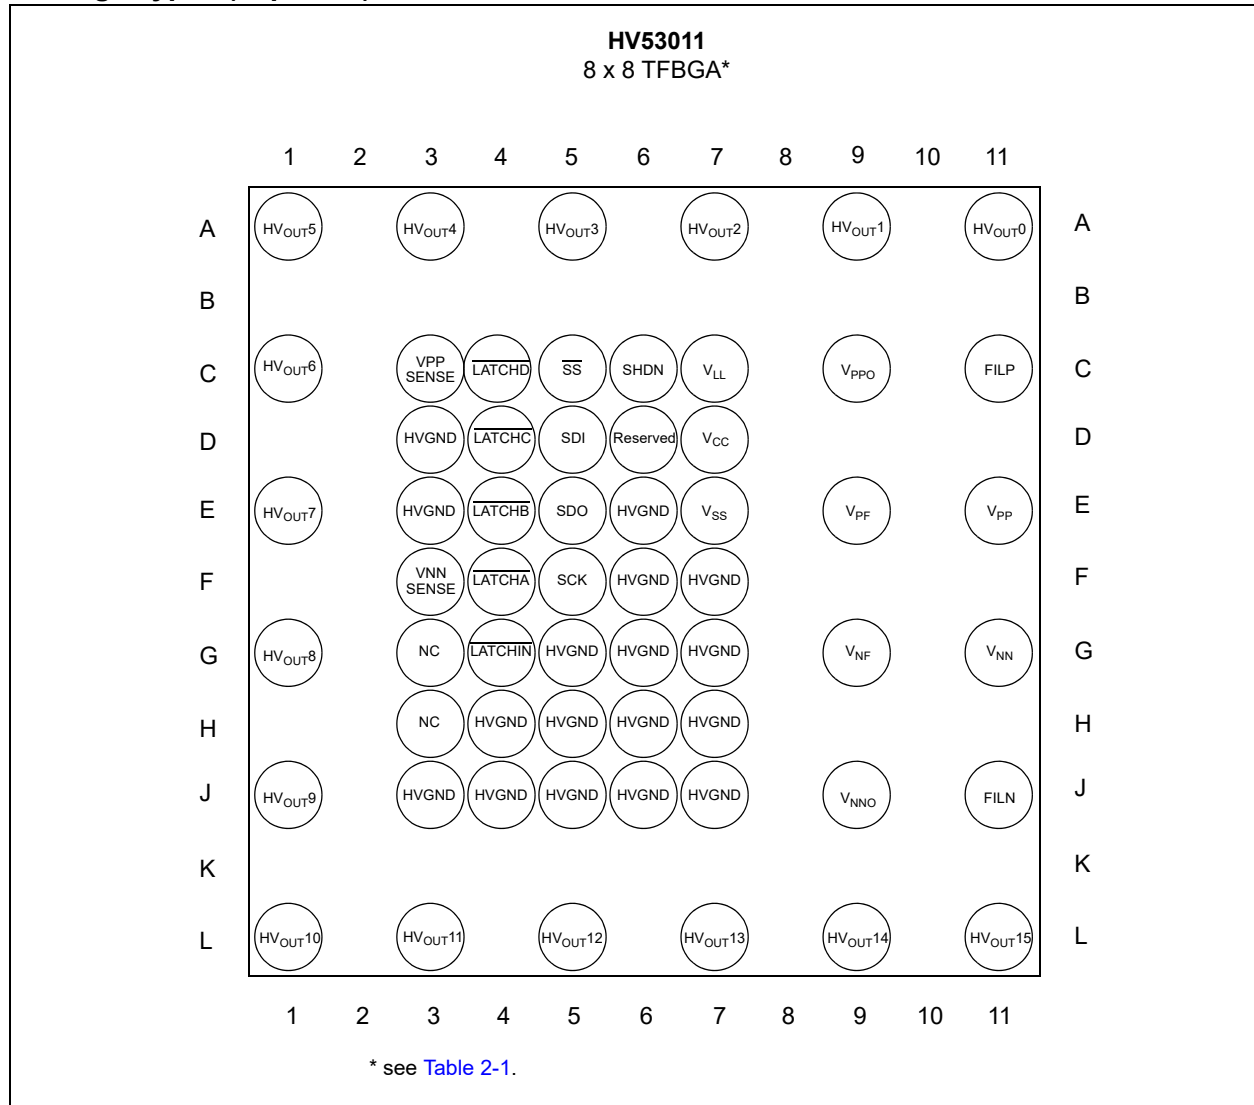 HV53011
8 x 8 TFBGA*
1 2 3 4 5 6 7 8 9 10 11
A HVOUT5 HVOUT4 HVOUT3 HVOUT2 HVOUT1 HVOUT0 A
B B
C HVOUT6 VPP SENSE LATCHD SS SHDN VLL VPPO FILP C
D HVGND LATCHC SDI Reserved VCC D
E HVOUT7 HVGND LATCHB SDO HVGND VSS VPF VPP E
F VNN SENSE LATCHA SCK HVGND HVGND F
G HVOUT8 NC LATCHIN HVGND HVGND HVGND VNF VNN G
H NC HVGND HVGND HVGND HVGND H
J HVOUT9 HVGND HVGND HVGND HVGND HVGND VNNO FILN J
K K
L HVOUT10 HVOUT11 HVOUT12 HVOUT13 HVOUT14 HVOUT15 L
1 2 3 4 5 6 7 8 9 10 11
* see Table 2-1.